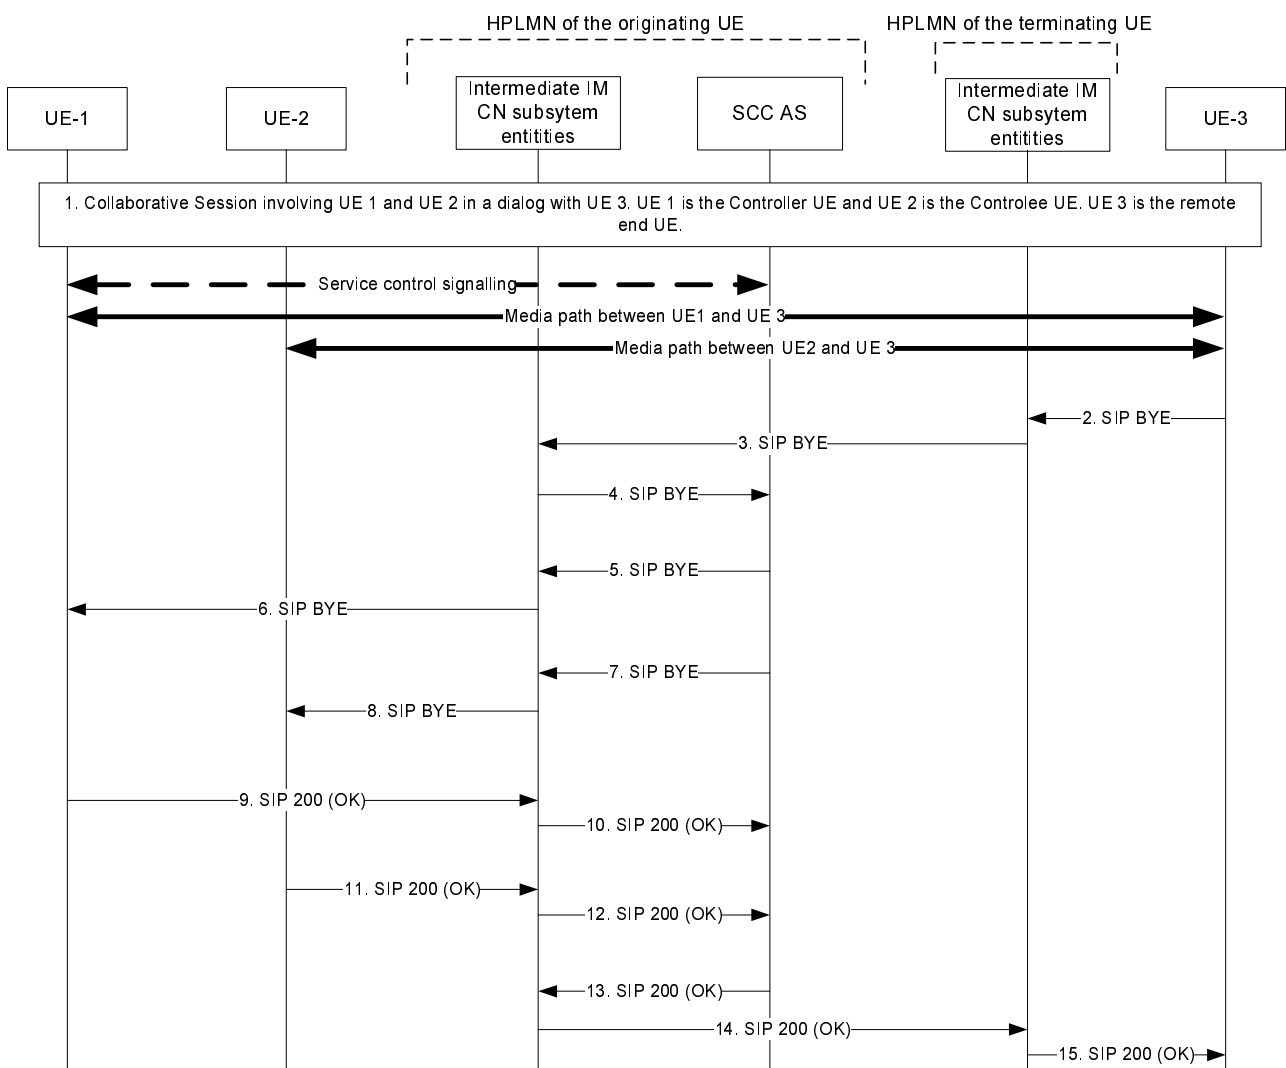 HPLMN of the originating UE
HPLMN of the terminating UE
UE-1
UE-2
Intermediate IM
CN subsytem
entitities
SCC AS
Intermediate IM
CN subsytem
entitities
UE-3
1. Collaborative Session involving UE 1 and UE 2 in a dialog with UE 3. UE 1 is the Controller UE and UE 2 is the Controlee UE. UE 3 is the remote
end UE.
Service control signalling
Media path between UE1 and UE 3
Media path between UE2 and UE 3
2. SIP BYE
3. SIP BYE
4. SIP BYE
5. SIP BYE
6. SIP BYE
7. SIP BYE
8. SIP BYE
9. SIP 200 (OK)
10. SIP 200 (OK)
11. SIP 200 (OK)
12. SIP 200 (OK)
13. SIP 200 (OK)
14. SIP 200 (OK)
15. SIP 200 (OK)